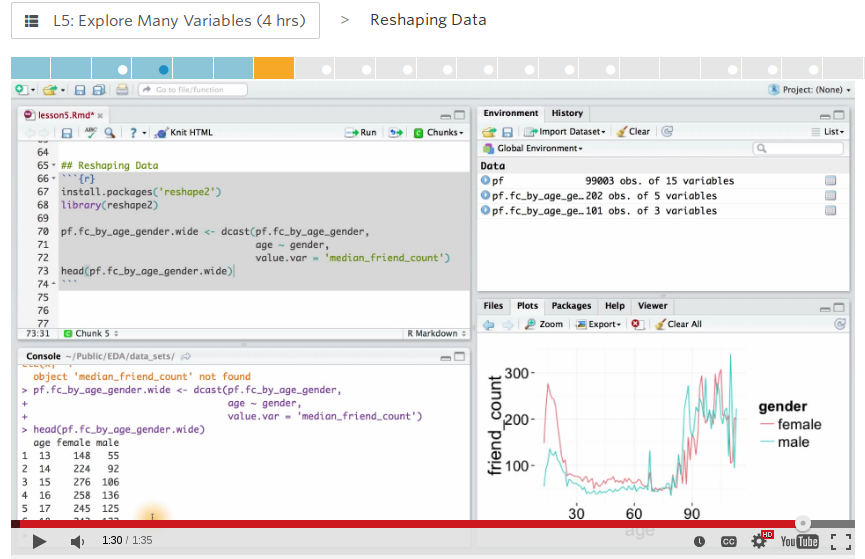 L5: Explore Many Variables (4 hrs) > Reshaping Data
Go to file/function
Project: (None)
lesson5.Rmd*
ABC ? Knit HTML Run Chunks
64
65 ## Reshaping Data
66 ```{r}
67 install.packages('reshape2')
68 library(reshape2)
69
70 pf.fc_by_age_gender.wide <- dcast(pf.fc_by_age_gender,
71 age ~ gender,
72 value.var = 'median_friend_count')
73 head(pf.fc_by_age_gender.wide)
74 ```
75
76
77
73:31 Chunk 5 R Markdown
Console ~/Public/EDA/data_sets/
object 'median_friend_count' not found
> pf.fc_by_age_gender.wide <- dcast(pf.fc_by_age_gender,
+ age ~ gender,
+ value.var = 'median_friend_count')
> head(pf.fc_by_age_gender.wide)
age female male
1 13 148 55
2 14 224 92
3 15 276 106
4 16 258 136
5 17 245 125
Environment History
Import Dataset Clear List
Global Environment
Data
pf 99003 obs. of 15 variables
pf.fc_by_age_ge… 202 obs. of 5 variables
pf.fc_by_age_ge… 101 obs. of 3 variables
Files Plots Packages Help Viewer
Zoom Export Clear All
friend_count
300
200
100
30 60 90
age
gender
female
male
1:30 / 1:35
CC HD YouTube